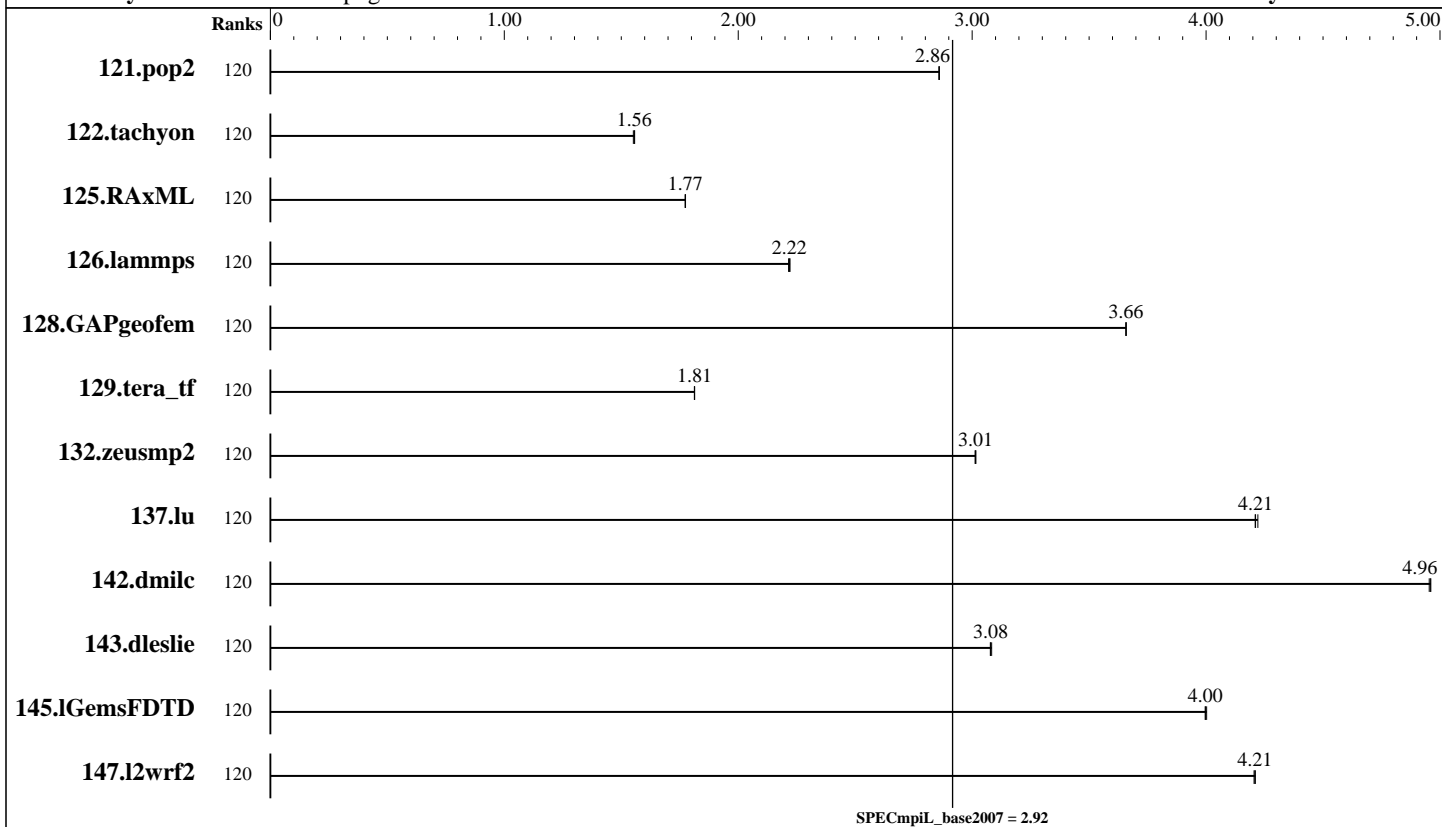 Ranks 0 1.00 2.00 3.00 4.00 5.00
121.pop2 120 2.86
122.tachyon 120 1.56
125.RAxML 120 1.77
126.lammps 120 2.22
128.GAPgeofem 120 3.66
129.tera_tf 120 1.81
132.zeusmp2 120 3.01
137.lu 120 4.21
142.dmilc 120 4.96
143.dleslie 120 3.08
145.lGemsFDTD 120 4.00
147.l2wrf2 120 4.21
SPECmpiL_base2007 = 2.92